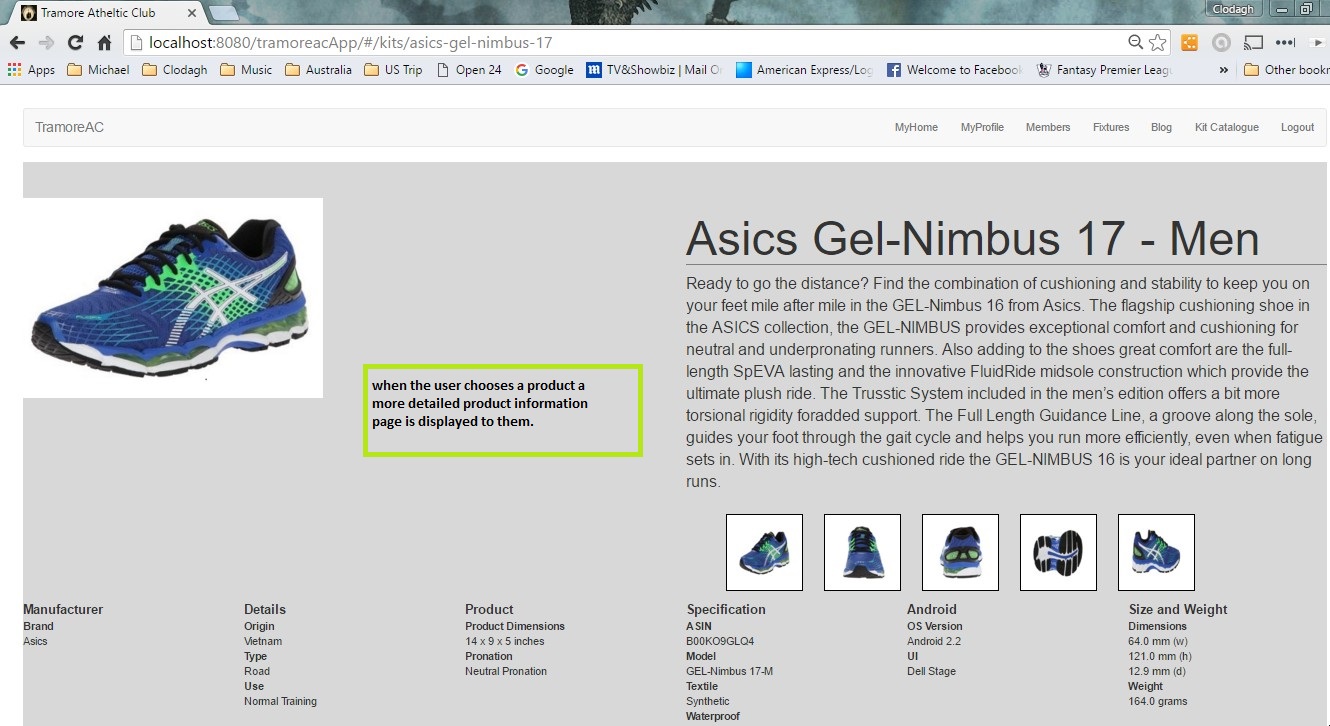 Tramore Atheltic Club
Clodagh
localhost:8080/tramoreacApp/#/kits/asics-gel-nimbus-17
Apps Michael Clodagh Music Australia US Trip Open 24 Google TV&Showbiz | Mail Or American Express/Log Welcome to Facebook Fantasy Premier Leagu » Other bookr
TramoreAC MyHome MyProfile Members Fixtures Blog Kit Catalogue Logout
Asics Gel-Nimbus 17 - Men
Ready to go the distance? Find the combination of cushioning and stability to keep you on
your feet mile after mile in the GEL-Nimbus 16 from Asics. The flagship cushioning shoe in
the ASICS collection, the GEL-NIMBUS provides exceptional comfort and cushioning for
neutral and underpronating runners. Also adding to the shoes great comfort are the full-
length SpEVA lasting and the innovative FluidRide midsole construction which provide the
ultimate plush ride. The Trusstic System included in the men’s edition offers a bit more
torsional rigidity foradded support. The Full Length Guidance Line, a groove along the sole,
guides your foot through the gait cycle and helps you run more efficiently, even when fatigue
sets in. With its high-tech cushioned ride the GEL-NIMBUS 16 is your ideal partner on long
runs.
when the user chooses a product a
more detailed product information
page is displayed to them.
Manufacturer
Brand
Asics
Details
Origin
Vietnam
Type
Road
Use
Normal Training
Product
Product Dimensions
14 x 9 x 5 inches
Pronation
Neutral Pronation
Specification
ASIN
B00KO9GLQ4
Model
GEL-Nimbus 17-M
Textile
Synthetic
Waterproof
Android
OS Version
Android 2.2
UI
Dell Stage
Size and Weight
Dimensions
64.0 mm (w)
121.0 mm (h)
12.9 mm (d)
Weight
164.0 grams